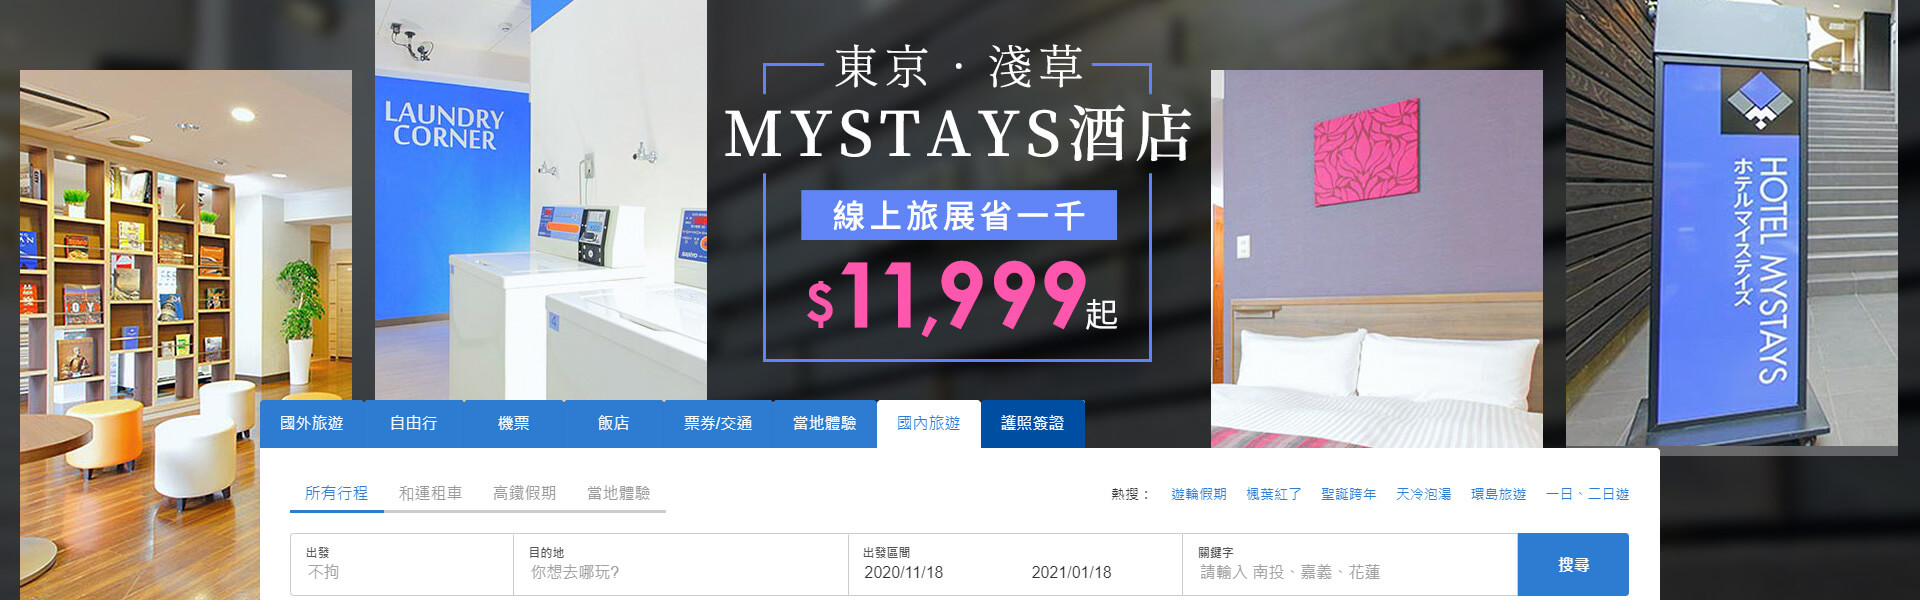 東京・淺草
MYSTAYS酒店
線上旅展省一千
$11,999起
LAUNDRY
CORNER
HOTEL MYSTAYS
ホテルマイステイズ
國外旅遊
自由行
機票
飯店
票券/交通
當地體驗
國內旅遊
護照簽證
所有行程
和運租車
高鐵假期
當地體驗
熱搜：
遊輪假期
楓葉紅了
聖誕跨年
天冷泡湯
環島旅遊
一日、二日遊
出發
不拘
目的地
你想去哪玩?
出發區間
2020/11/18
2021/01/18
關鍵字
請輸入 南投、嘉義、花蓮
搜尋